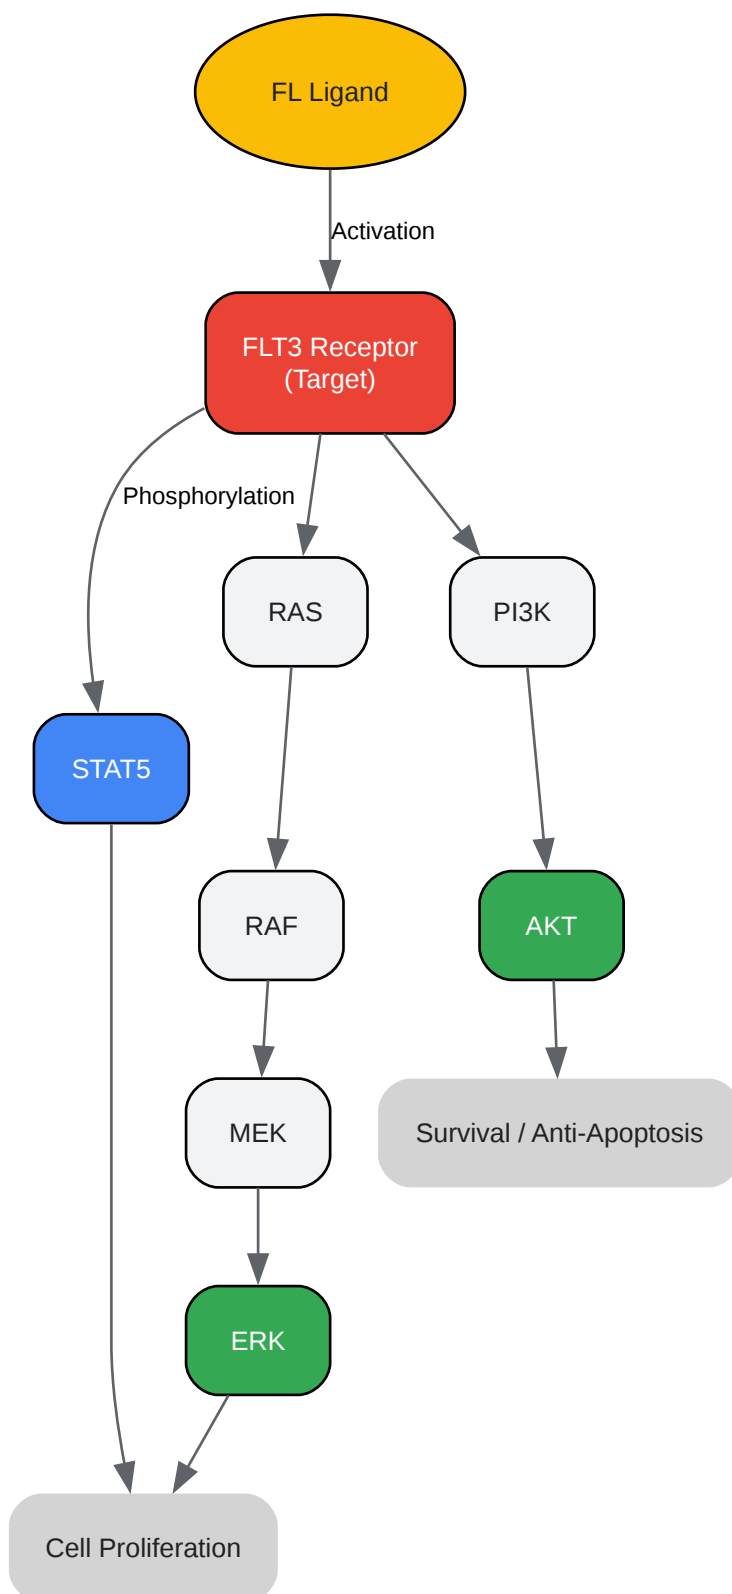 FL Ligand
Activation
FLT3 Receptor
(Target)
Phosphorylation
RAS
PI3K
STAT5
RAF
AKT
MEK
Survival / Anti-Apoptosis
ERK
Cell Proliferation